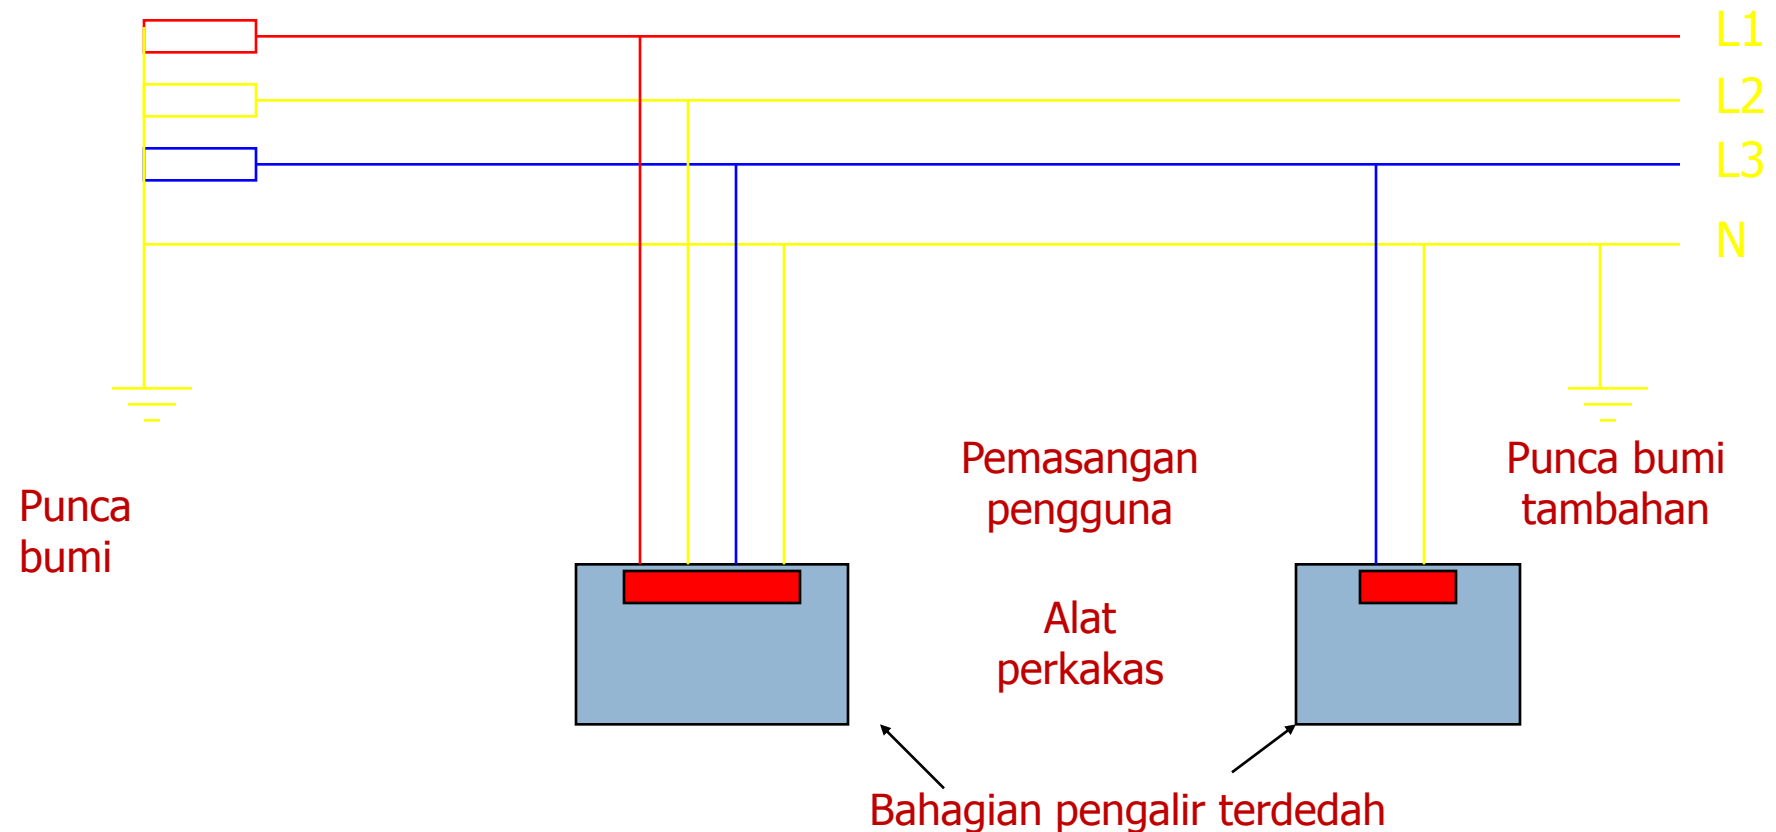 L1
L2
L3
N
Punca
bumi
Pemasangan
pengguna
Punca bumi
tambahan
Alat
perkakas
Bahagian pengalir terdedah